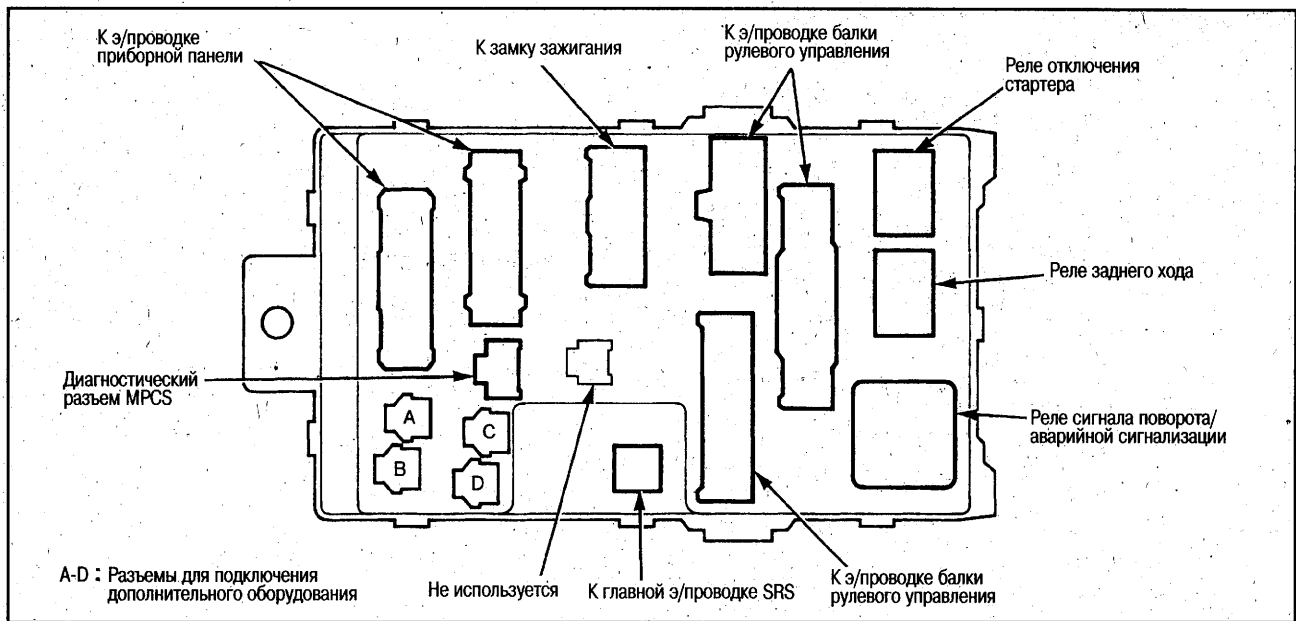 К э/проводке
приборной панели
К замку зажигания
К э/проводке балки
рулевого управления
Реле отключения
стартера
Реле заднего хода
Диагностический
разъем MPCS
A
B
C
D
Реле сигнала поворота/
аварийной сигнализации
A-D : Разъемы для подключения
дополнительного оборудования
Не используется
К главной э/проводке SRS
К э/проводке балки
рулевого управления